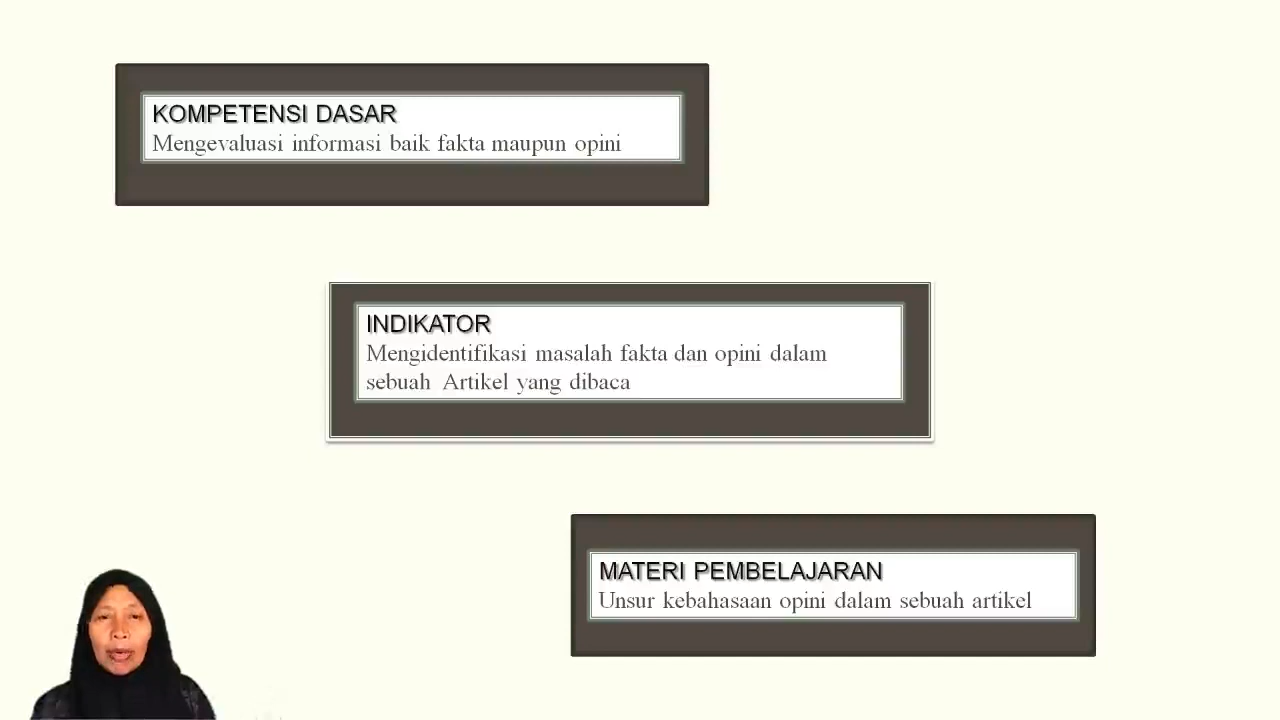 KOMPETENSI DASAR
Mengevaluasi informasi baik fakta maupun opini
INDIKATOR
Mengidentifikasi masalah fakta dan opini dalam
sebuah Artikel yang dibaca
MATERI PEMBELAJARAN
Unsur kebahasaan opini dalam sebuah artikel